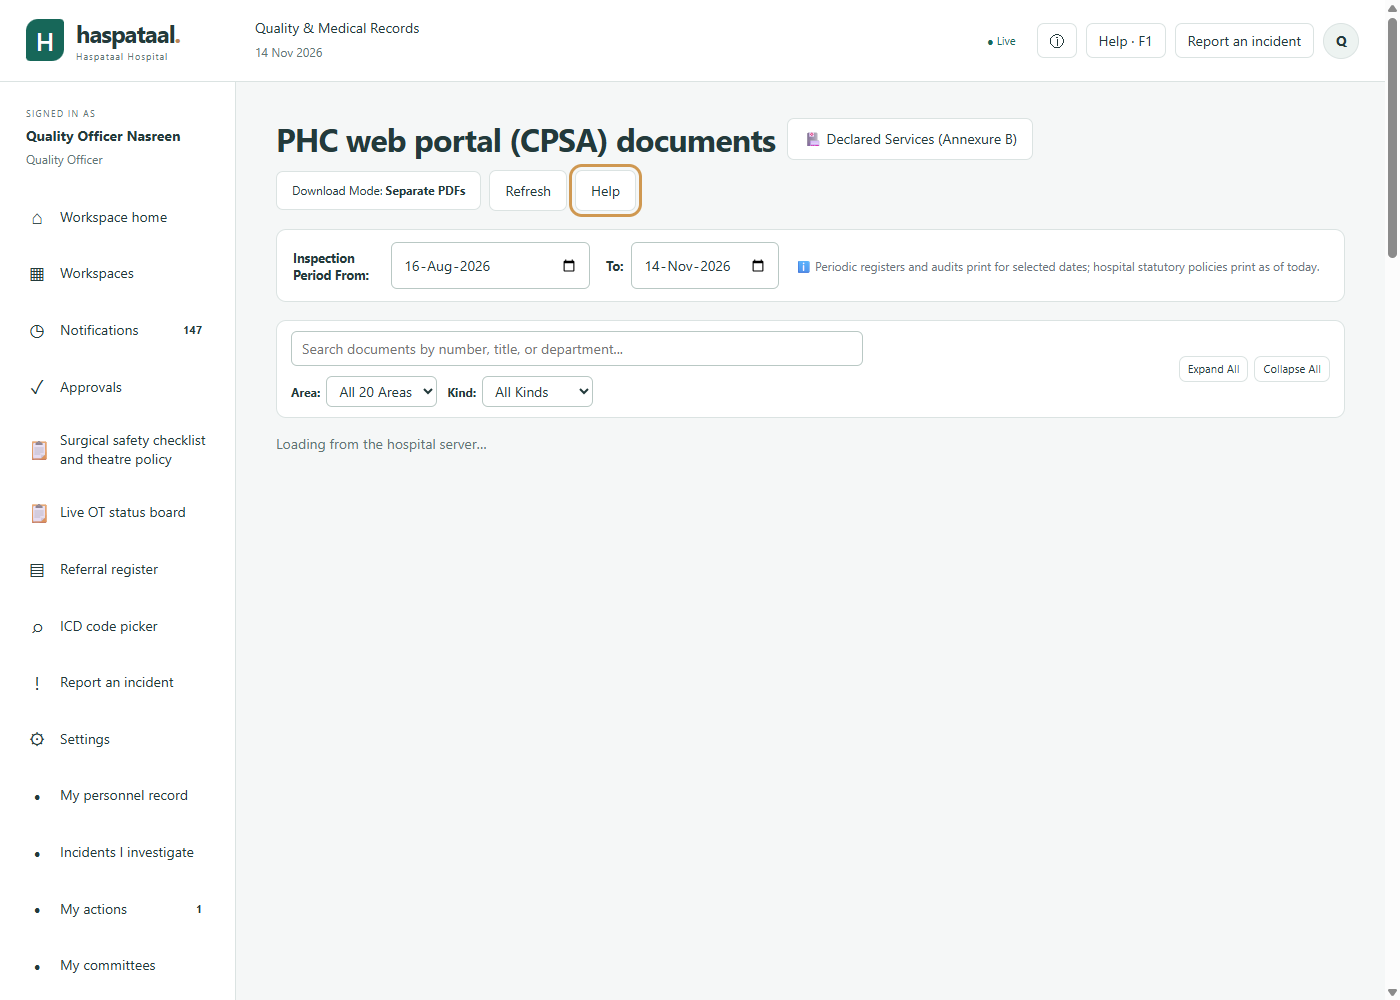 H
haspataal.
Haspataal Hospital
Quality & Medical Records
14 Nov 2026
Live
Help · F1
Report an incident
Q
SIGNED IN AS
Quality Officer Nasreen
Quality Officer
Workspace home
Workspaces
Notifications 147
Approvals
Surgical safety checklist
and theatre policy
Live OT status board
Referral register
ICD code picker
Report an incident
Settings
My personnel record
Incidents I investigate
My actions 1
My committees
PHC web portal (CPSA) documents
Declared Services (Annexure B)
Download Mode: Separate PDFs
Refresh
Help
Inspection
Period From:
16-Aug-2026
To:
14-Nov-2026
Periodic registers and audits print for selected dates; hospital statutory policies print as of today.
Search documents by number, title, or department...
Area: All 20 Areas
Kind: All Kinds
Expand All
Collapse All
Loading from the hospital server...